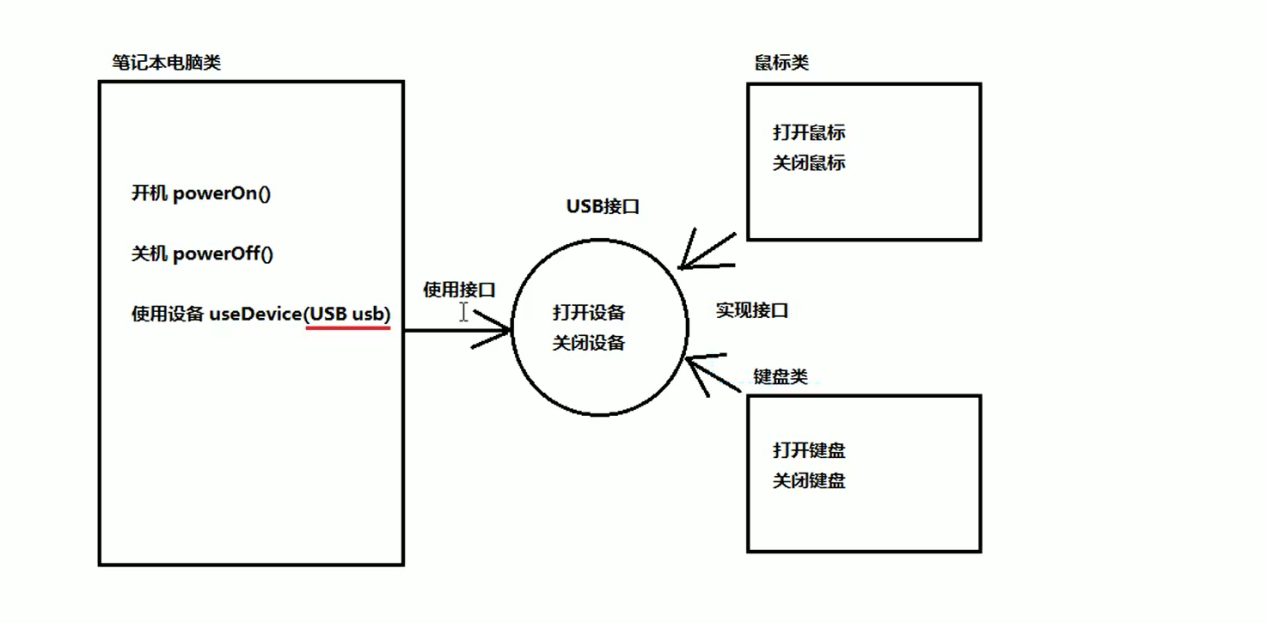 笔记本电脑类
开机 powerOn()
关机 powerOff()
使用设备 useDevice(USB usb)
使用接口
USB接口
打开设备
关闭设备
实现接口
鼠标类
打开鼠标
关闭鼠标
键盘类
打开键盘
关闭键盘